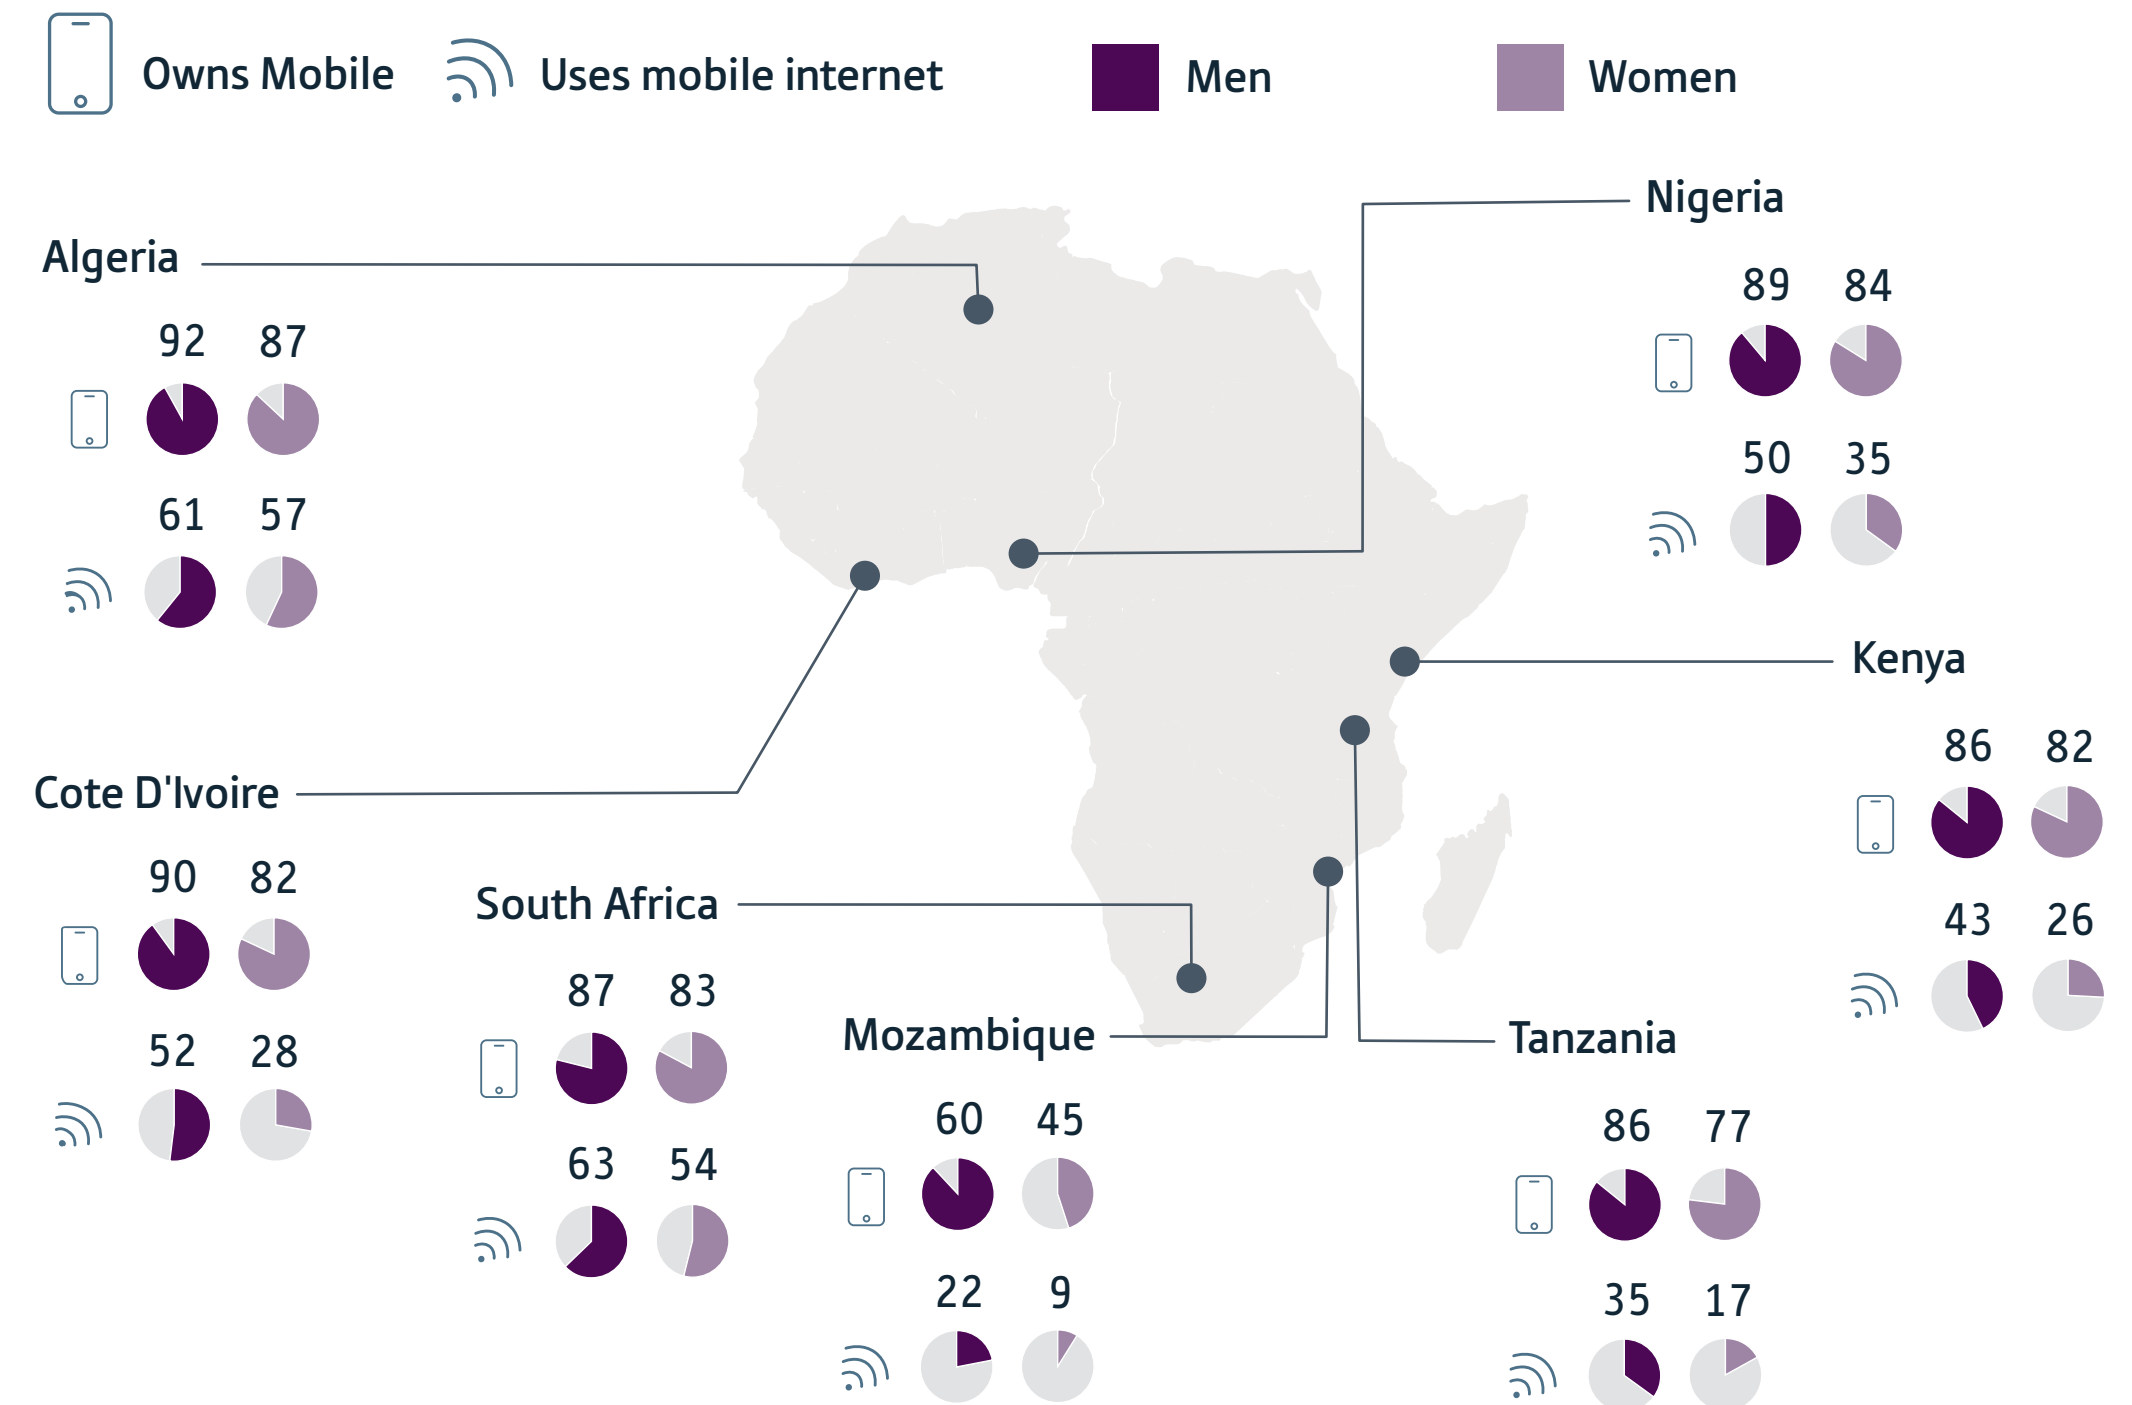 Owns Mobile Uses mobile internet Men Women
Nigeria
89 84
50 35
Algeria
92 87
61 57
Kenya
86 82
43 26
Cote D'Ivoire
90 82
52 28
South Africa
87 83
63 54
Mozambique
60 45
22 9
Tanzania
86 77
35 17